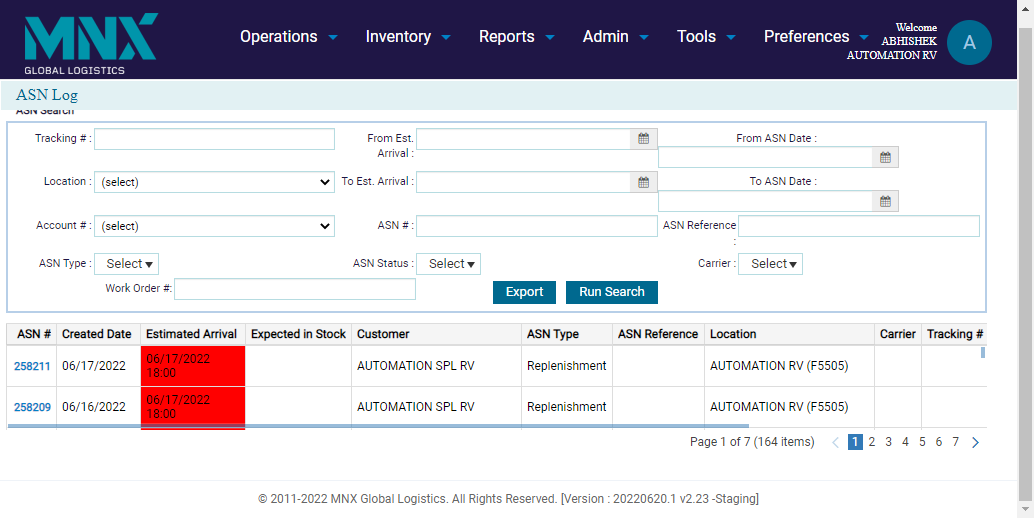 MNX
GLOBAL LOGISTICS
Operations Inventory Reports Admin Tools Preferences
Welcome
ABHISHEK
AUTOMATION RV
A
ASN Log
ASN Search
Tracking # :
From Est.
Arrival :
From ASN Date :
Location : (select)
To Est. Arrival :
To ASN Date :
Account # : (select)
ASN # :
ASN Reference
:
ASN Type : Select
ASN Status : Select
Carrier : Select
Work Order #:
Export Run Search
ASN # Created Date Estimated Arrival Expected in Stock Customer ASN Type ASN Reference Location Carrier Tracking #
258211 06/17/2022 06/17/2022
18:00
AUTOMATION SPL RV Replenishment AUTOMATION RV (F5505)
258209 06/16/2022 06/17/2022
18:00
AUTOMATION SPL RV Replenishment AUTOMATION RV (F5505)
Page 1 of 7 (164 items) 1 2 3 4 5 6 7
© 2011-2022 MNX Global Logistics. All Rights Reserved. [Version : 20220620.1 v2.23 -Staging]